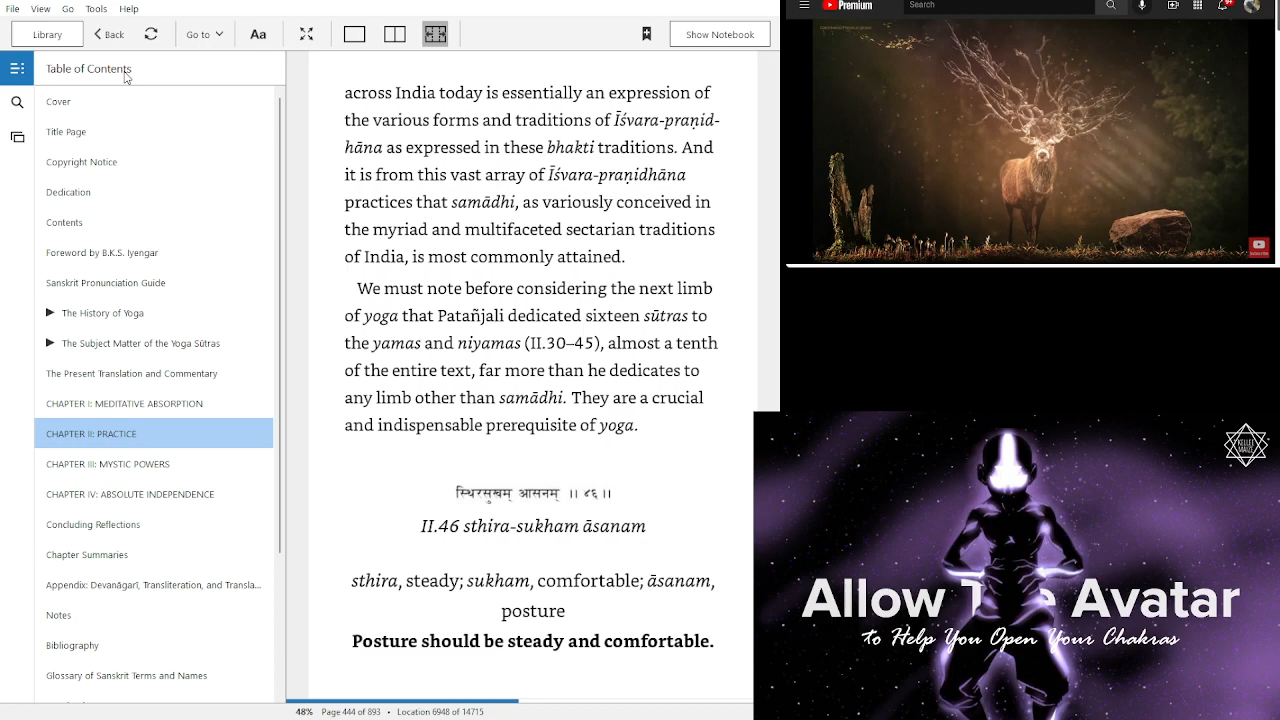 File View Go Tools Help
Library Back Go to Aa Show Notebook
Table of Contents
Cover
Title Page
Copyright Notice
Dedication
Contents
Foreword by B.K.S. Iyengar
Sanskrit Pronunciation Guide
The History of Yoga
The Subject Matter of the Yoga Sūtras
The Present Translation and Commentary
CHAPTER I: MEDITATIVE ABSORPTION
CHAPTER II: PRACTICE
CHAPTER III: MYSTIC POWERS
CHAPTER IV: ABSOLUTE INDEPENDENCE
Concluding Reflections
Chapter Summaries
Appendix: Devanāgarī, Transliteration, and Transla...
Notes
Bibliography
Glossary of Sanskrit Terms and Names
across India today is essentially an expression of
the various forms and traditions of Īśvara-praṇid-
hāna as expressed in these bhakti traditions. And
it is from this vast array of Īśvara-praṇidhāna
practices that samādhi, as variously conceived in
the myriad and multifaceted sectarian traditions
of India, is most commonly attained.
We must note before considering the next limb
of yoga that Patañjali dedicated sixteen sūtras to
the yamas and niyamas (II.30–45), almost a tenth
of the entire text, far more than he dedicates to
any limb other than samādhi. They are a crucial
and indispensable prerequisite of yoga.
स्थिरसुखम् आसनम् ॥ ४६॥
II.46 sthira-sukham āsanam
sthira, steady; sukham, comfortable; āsanam,
posture
Posture should be steady and comfortable.
48% Page 444 of 893 • Location 6948 of 14715
Premium
Search
9+
Subscribe
Allow The Avatar
to Help You Open Your Chakras